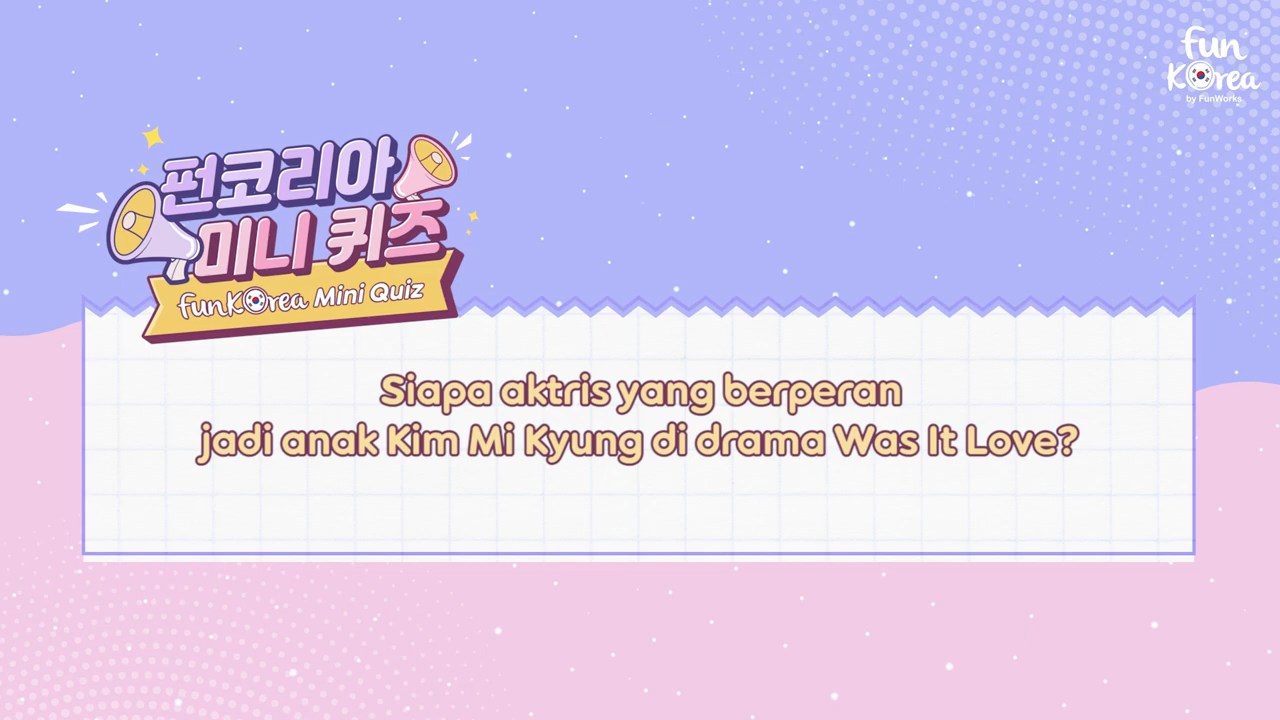 fun
KOrea
by FunWorks
펀코리아
미니 퀴즈
funKOrea Mini Quiz
Siapa aktris yang berperan
jadi anak Kim Mi Kyung di drama Was It Love?